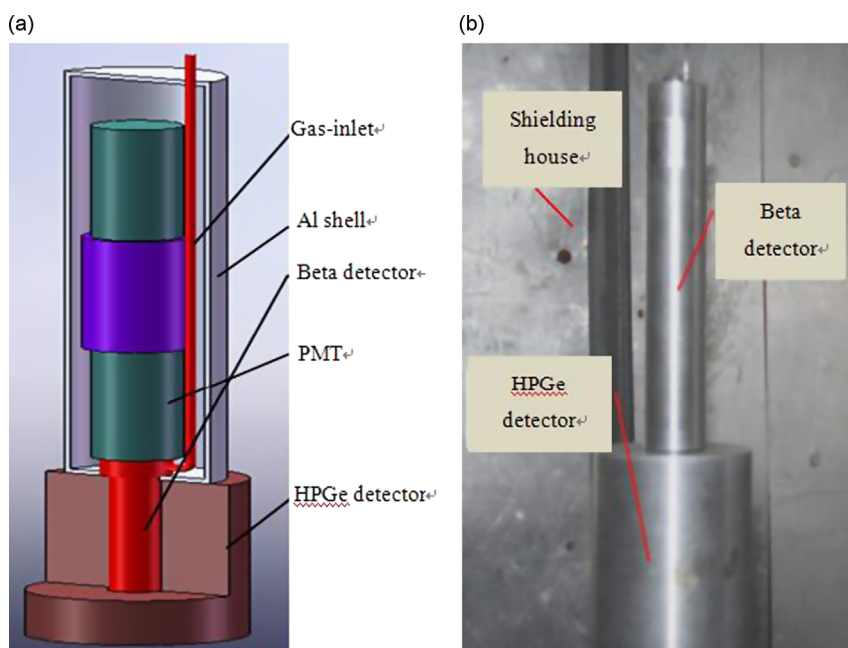 (a)
(b)
Gas-inlet↵
Al shell↵
Beta detector↵
PMT↵
HPGe detector↵
Shielding
house↵
Beta
detector↵
HPGe
detector↵